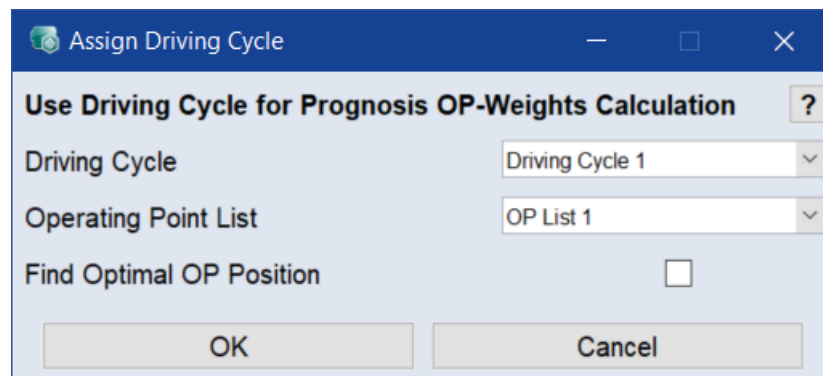 Assign Driving Cycle
Use Driving Cycle for Prognosis OP-Weights Calculation ?
Driving Cycle Driving Cycle 1
Operating Point List OP List 1
Find Optimal OP Position
OK Cancel